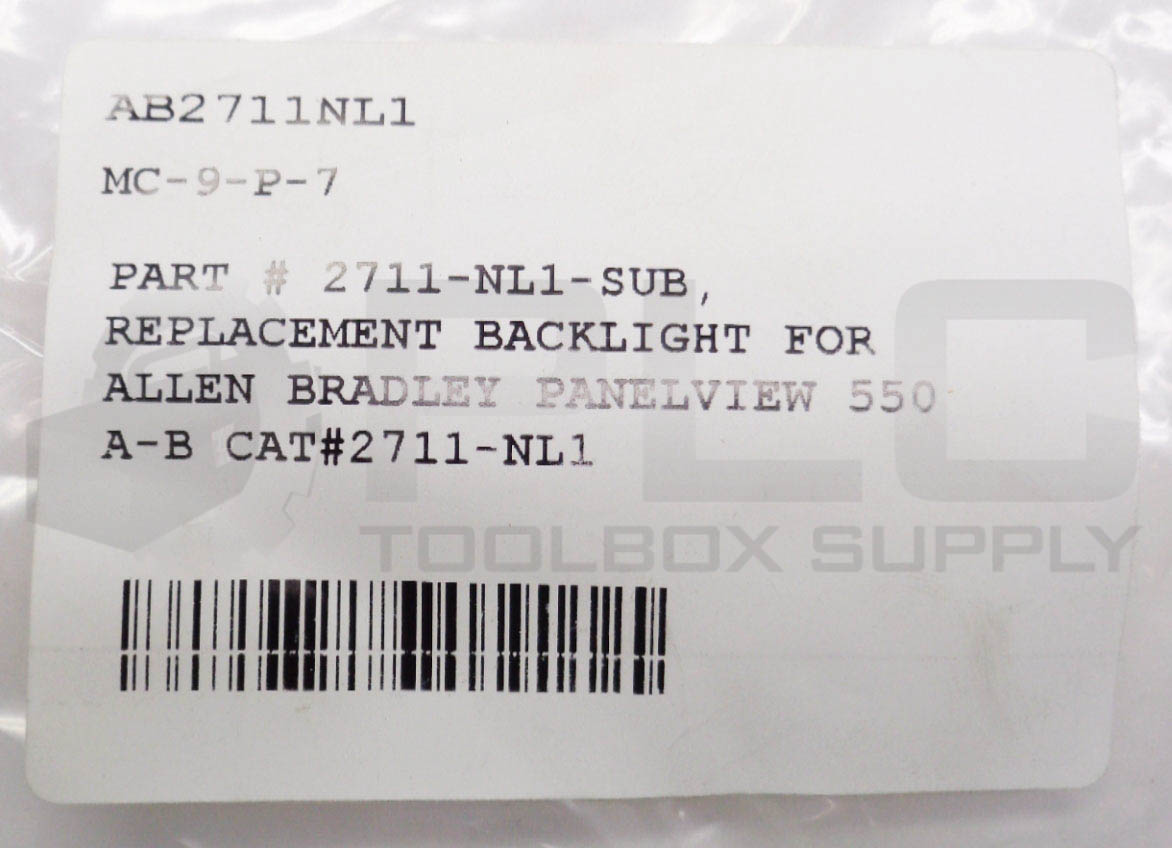 AB2711NL1
MC-9-P-7
PART # 2711-NL1-SUB,
REPLACEMENT BACKLIGHT FOR
ALLEN BRADLEY PANELVIEW 550
A-B CAT#2711-NL1
PLC
TOOLBOX SUPPLY